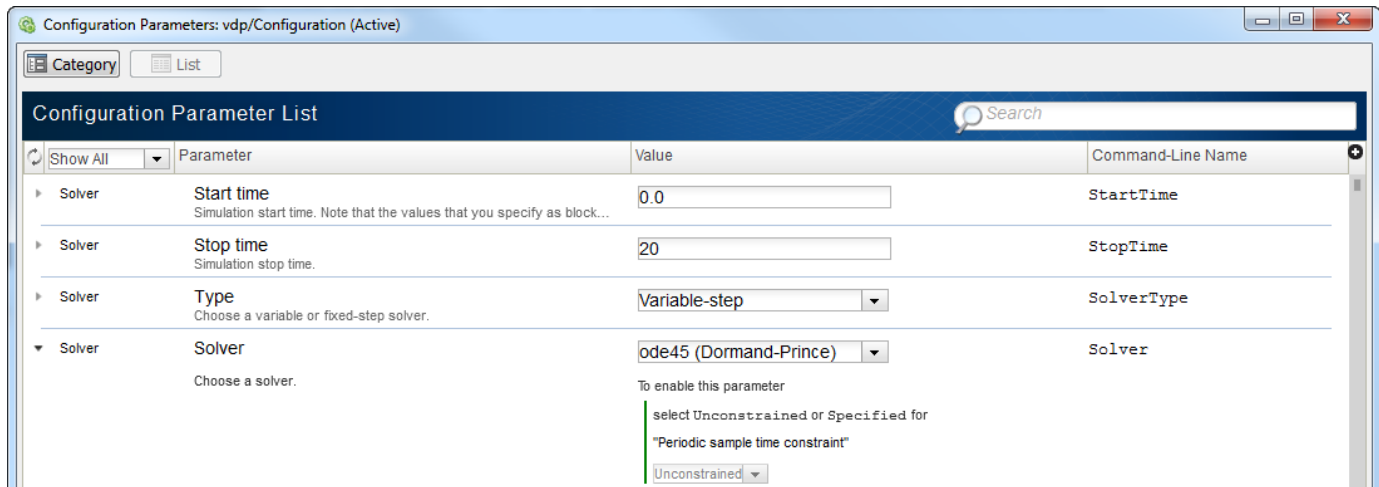 Configuration Parameters: vdp/Configuration (Active)
Category List
Configuration Parameter List Search
Show All Parameter Value Command-Line Name
Solver Start time 0.0 StartTime
Simulation start time. Note that the values that you specify as block...
Solver Stop time 20 StopTime
Simulation stop time.
Solver Type Variable-step SolverType
Choose a variable or fixed-step solver.
Solver Solver ode45 (Dormand-Prince) Solver
Choose a solver. To enable this parameter
select Unconstrained or Specified for
"Periodic sample time constraint"
Unconstrained